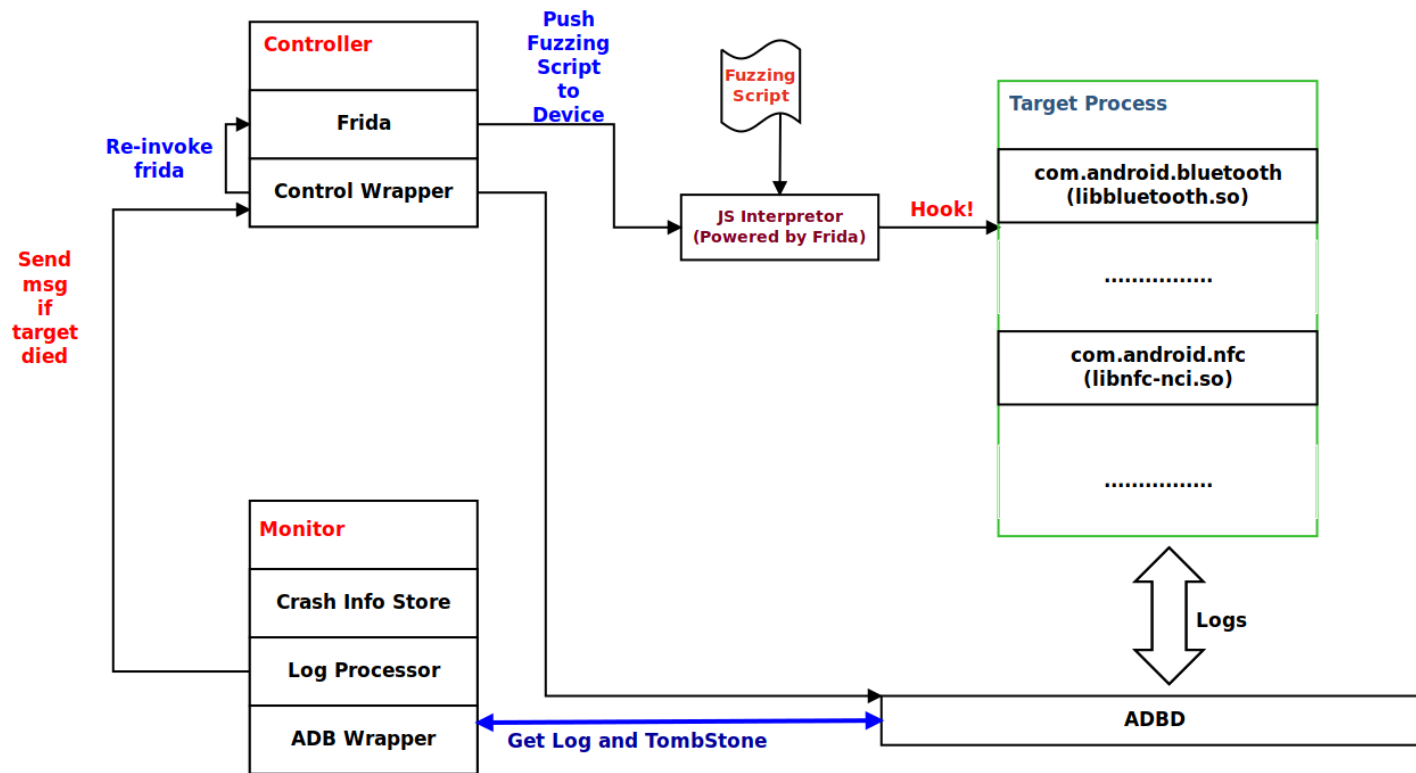 Controller
Frida
Control Wrapper
Re-invoke
frida
Push
Fuzzing
Script
to
Device
Fuzzing
Script
JS Interpretor
(Powered by Frida)
Hook!
Target Process
com.android.bluetooth
(libbluetooth.so)
................
com.android.nfc
(libnfc-nci.so)
................
Send
msg
if
target
died
Monitor
Crash Info Store
Log Processor
ADB Wrapper
Get Log and TombStone
Logs
ADBD